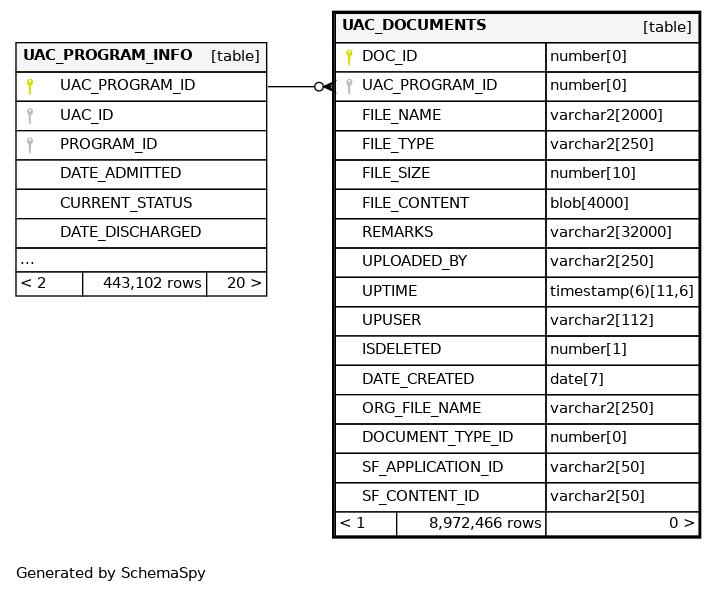 UAC_PROGRAM_INFO [table]
UAC_PROGRAM_ID
UAC_ID
PROGRAM_ID
DATE_ADMITTED
CURRENT_STATUS
DATE_DISCHARGED
...
< 2 443,102 rows 20 >
UAC_DOCUMENTS [table]
DOC_ID number[0]
UAC_PROGRAM_ID number[0]
FILE_NAME varchar2[2000]
FILE_TYPE varchar2[250]
FILE_SIZE number[10]
FILE_CONTENT blob[4000]
REMARKS varchar2[32000]
UPLOADED_BY varchar2[250]
UPTIME timestamp(6)[11,6]
UPUSER varchar2[112]
ISDELETED number[1]
DATE_CREATED date[7]
ORG_FILE_NAME varchar2[250]
DOCUMENT_TYPE_ID number[0]
SF_APPLICATION_ID varchar2[50]
SF_CONTENT_ID varchar2[50]
< 1 8,972,466 rows 0 >
Generated by SchemaSpy